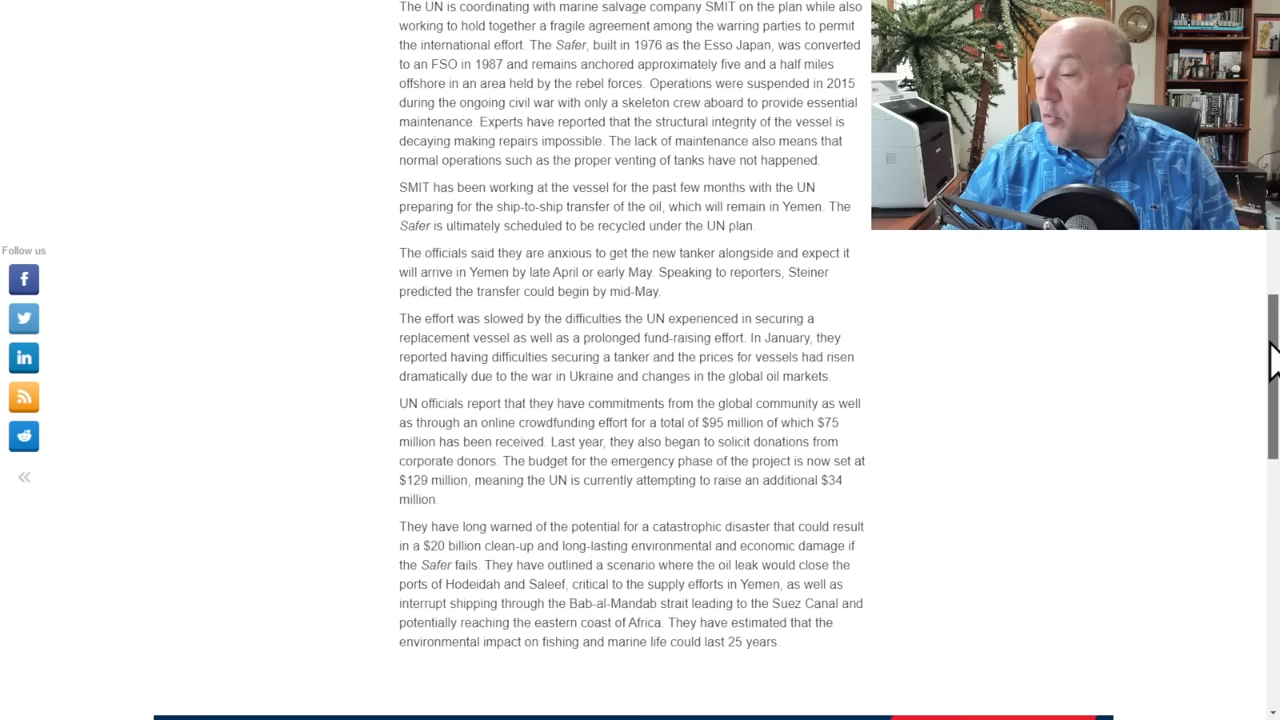 The UN is coordinating with marine salvage company SMIT on the plan while also
working to hold together a fragile agreement among the warring parties to permit
the international effort. The Safer, built in 1976 as the Esso Japan, was converted
to an FSO in 1987 and remains anchored approximately five and a half miles
offshore in an area held by the rebel forces. Operations were suspended in 2015
during the ongoing civil war with only a skeleton crew aboard to provide essential
maintenance. Experts have reported that the structural integrity of the vessel is
decaying making repairs impossible. The lack of maintenance also means that
normal operations such as the proper venting of tanks have not happened.
SMIT has been working at the vessel for the past few months with the UN
preparing for the ship-to-ship transfer of the oil, which will remain in Yemen. The
Safer is ultimately scheduled to be recycled under the UN plan.
Follow us
The officials said they are anxious to get the new tanker alongside and expect it
will arrive in Yemen by late April or early May. Speaking to reporters, Steiner
predicted the transfer could begin by mid-May.
The effort was slowed by the difficulties the UN experienced in securing a
replacement vessel as well as a prolonged fund-raising effort. In January, they
reported having difficulties securing a tanker and the prices for vessels had risen
dramatically due to the war in Ukraine and changes in the global oil markets.
UN officials report that they have commitments from the global community as well
as through an online crowdfunding effort for a total of $95 million of which $75
million has been received. Last year, they also began to solicit donations from
corporate donors. The budget for the emergency phase of the project is now set at
$129 million, meaning the UN is currently attempting to raise an additional $34
million.
They have long warned of the potential for a catastrophic disaster that could result
in a $20 billion clean-up and long-lasting environmental and economic damage if
the Safer fails. They have outlined a scenario where the oil leak would close the
ports of Hodeidah and Saleef, critical to the supply efforts in Yemen, as well as
interrupt shipping through the Bab-al-Mandab strait leading to the Suez Canal and
potentially reaching the eastern coast of Africa. They have estimated that the
environmental impact on fishing and marine life could last 25 years.